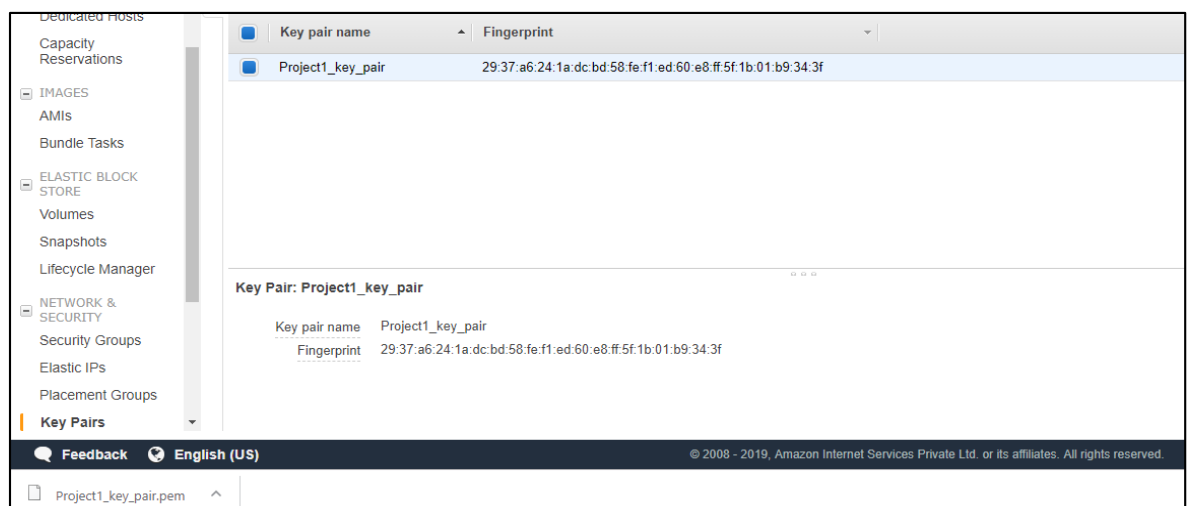 Dedicated Hosts
Capacity
Reservations
IMAGES
AMIs
Bundle Tasks
ELASTIC BLOCK
STORE
Volumes
Snapshots
Lifecycle Manager
NETWORK &
SECURITY
Security Groups
Elastic IPs
Placement Groups
Key Pairs
Key pair name Fingerprint
Project1_key_pair 29:37:a6:24:1a:dc:bd:58:fe:f1:ed:60:e8:ff:5f:1b:01:b9:34:3f
Key Pair: Project1_key_pair
Key pair name Project1_key_pair
Fingerprint 29:37:a6:24:1a:dc:bd:58:fe:f1:ed:60:e8:ff:5f:1b:01:b9:34:3f
Feedback English (US) © 2008 - 2019, Amazon Internet Services Private Ltd. or its affiliates. All rights reserved.
Project1_key_pair.pem